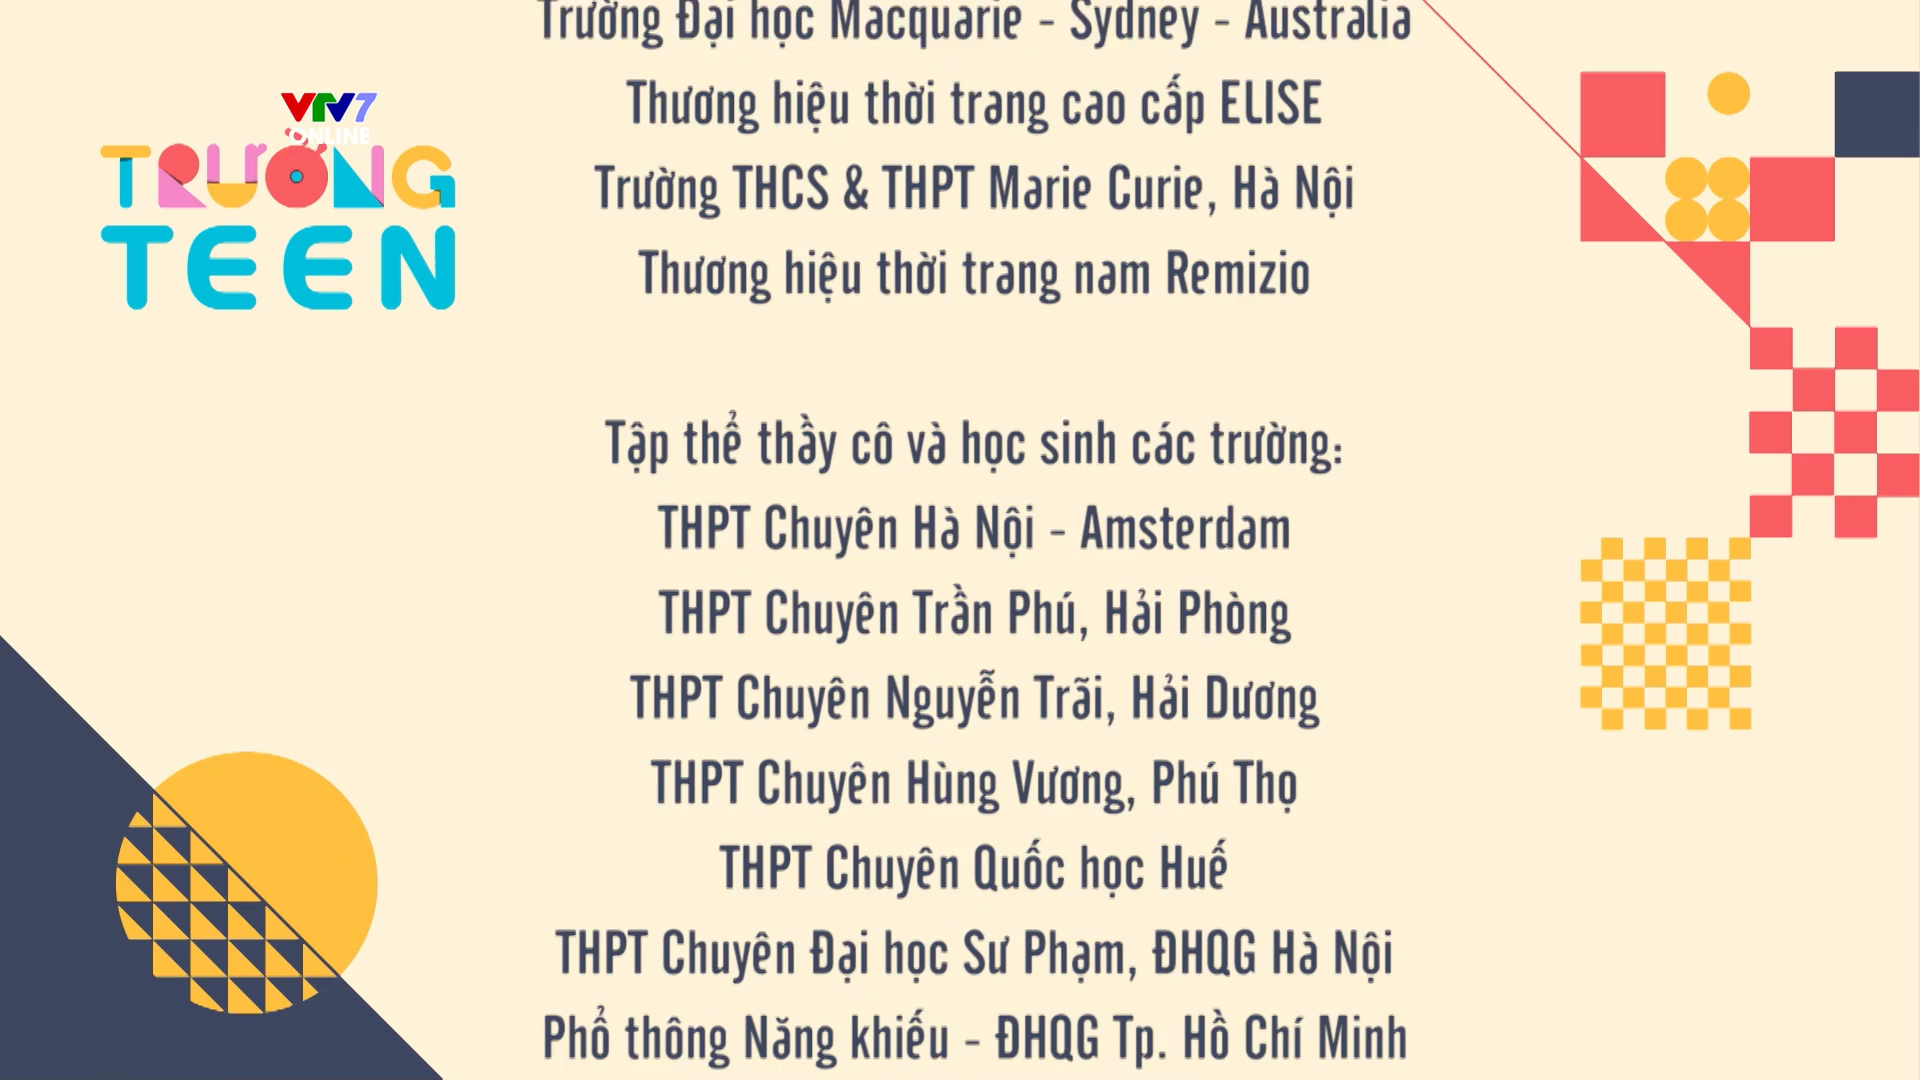 Trường Đại học Macquarie - Sydney - Australia
VTV7
ONLINE
TRƯỜNG
TEEN
Thương hiệu thời trang cao cấp ELISE
Trường THCS & THPT Marie Curie, Hà Nội
Thương hiệu thời trang nam Remizio
Tập thể thầy cô và học sinh các trường:
THPT Chuyên Hà Nội - Amsterdam
THPT Chuyên Trần Phú, Hải Phòng
THPT Chuyên Nguyễn Trãi, Hải Dương
THPT Chuyên Hùng Vương, Phú Thọ
THPT Chuyên Quốc học Huế
THPT Chuyên Đại học Sư Phạm, ĐHQG Hà Nội
Phổ thông Năng khiếu - ĐHQG Tp. Hồ Chí Minh